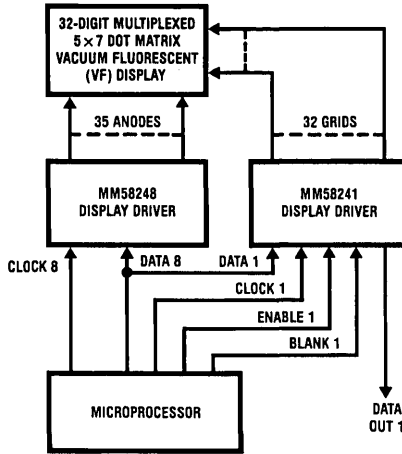 32-DIGIT MULTIPLEXED
5 × 7 DOT MATRIX
VACUUM FLUORESCENT
(VF) DISPLAY
35 ANODES
32 GRIDS
MM58248
DISPLAY DRIVER
MM58241
DISPLAY DRIVER
CLOCK 8
DATA 8
DATA 1
CLOCK 1
ENABLE 1
BLANK 1
MICROPROCESSOR
DATA
OUT 1